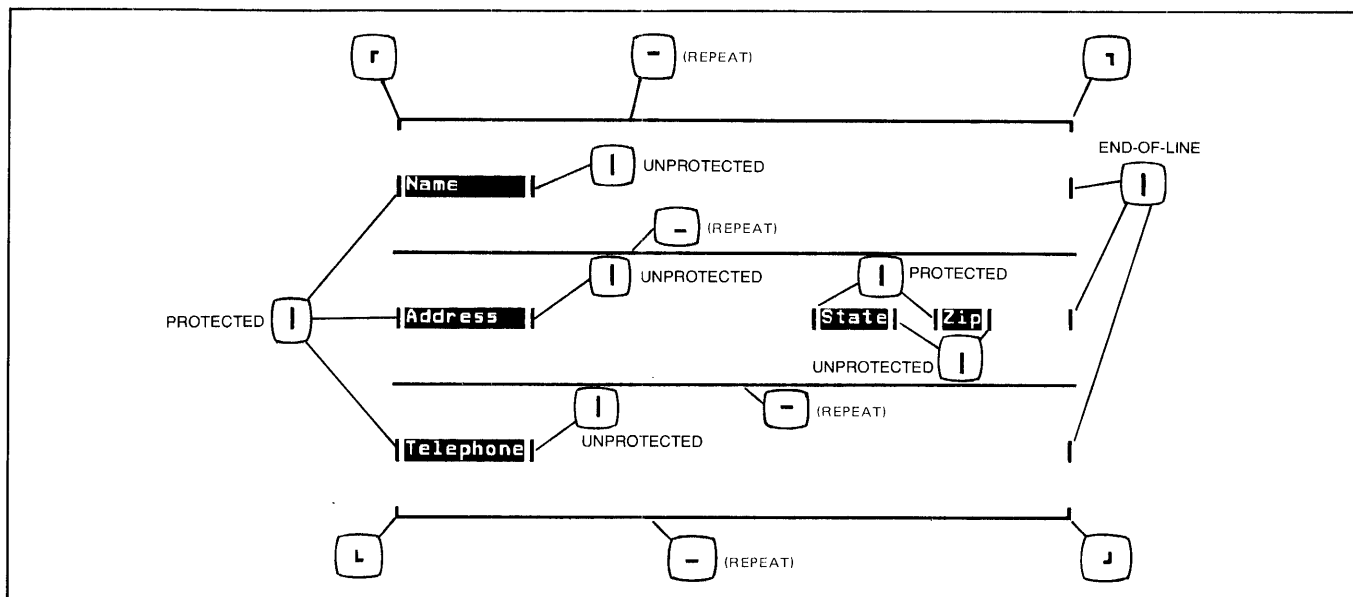 (REPEAT)
END-OF-LINE
UNPROTECTED
Name
(REPEAT)
UNPROTECTED
PROTECTED
PROTECTED
Address
State
Zip
UNPROTECTED
(REPEAT)
UNPROTECTED
Telephone
(REPEAT)